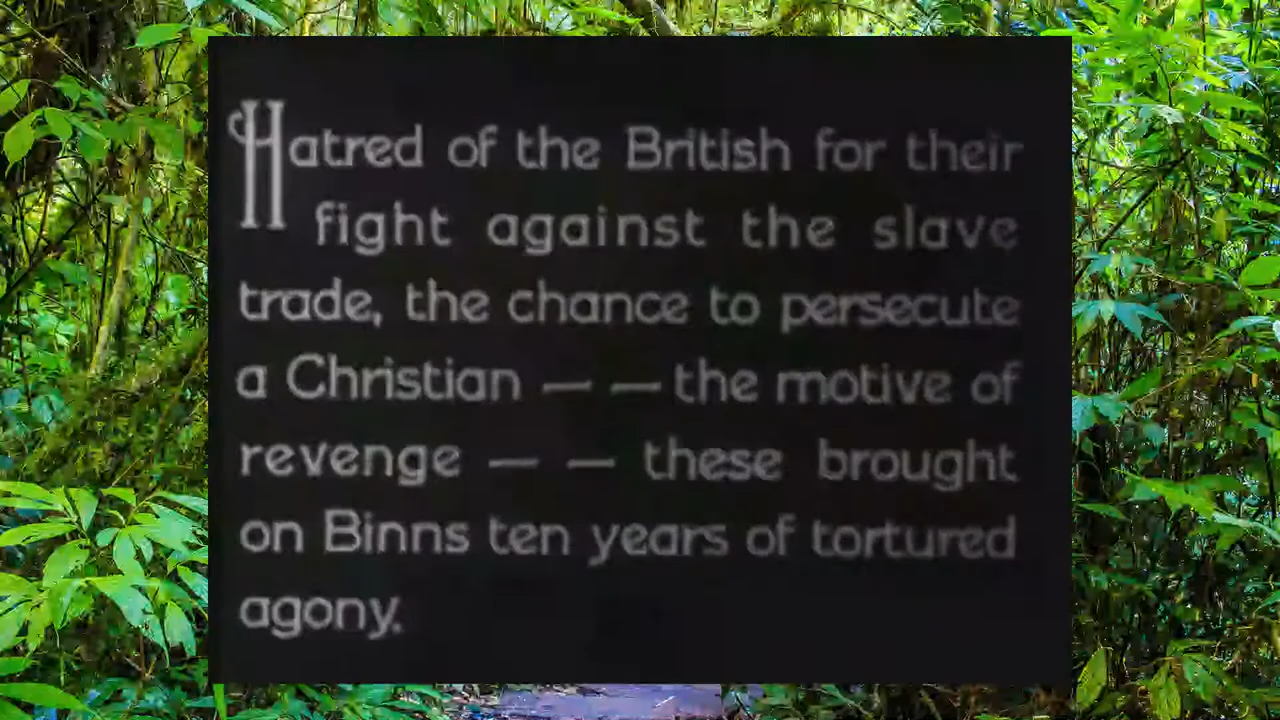 Hatred of the British for their
fight against the slave
trade, the chance to persecute
a Christian — — the motive of
revenge — — these brought
on Binns ten years of tortured
agony.